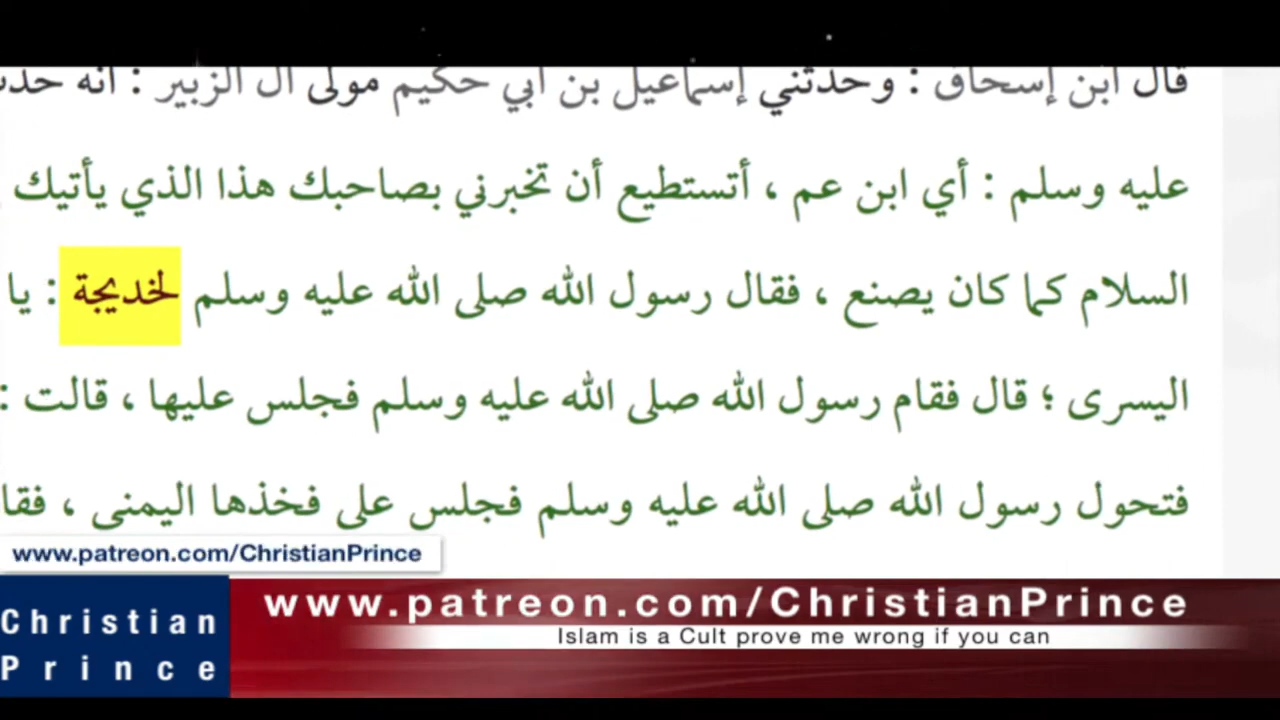 قال ابن إسحاق : وحدثني إسماعيل بن أبي حكيم مولى آل الزبير : أنه
عليه وسلم : أي ابن عم ، أتستطيع أن تخبرني بصاحبك هذا الذي يأتيك
السلام كما كان يصنع ، فقال رسول الله صلى الله عليه وسلم لخديجة : يا
اليسرى ؛ قال فقام رسول الله صلى الله عليه وسلم فجلس عليها ، قالت :
فتحول رسول الله صلى الله عليه وسلم فجلس على فخذها اليمنى ،
www.patreon.com/ChristianPrince
Christian
Prince
www.patreon.com/ChristianPrince
Islam is a Cult prove me wrong if you can